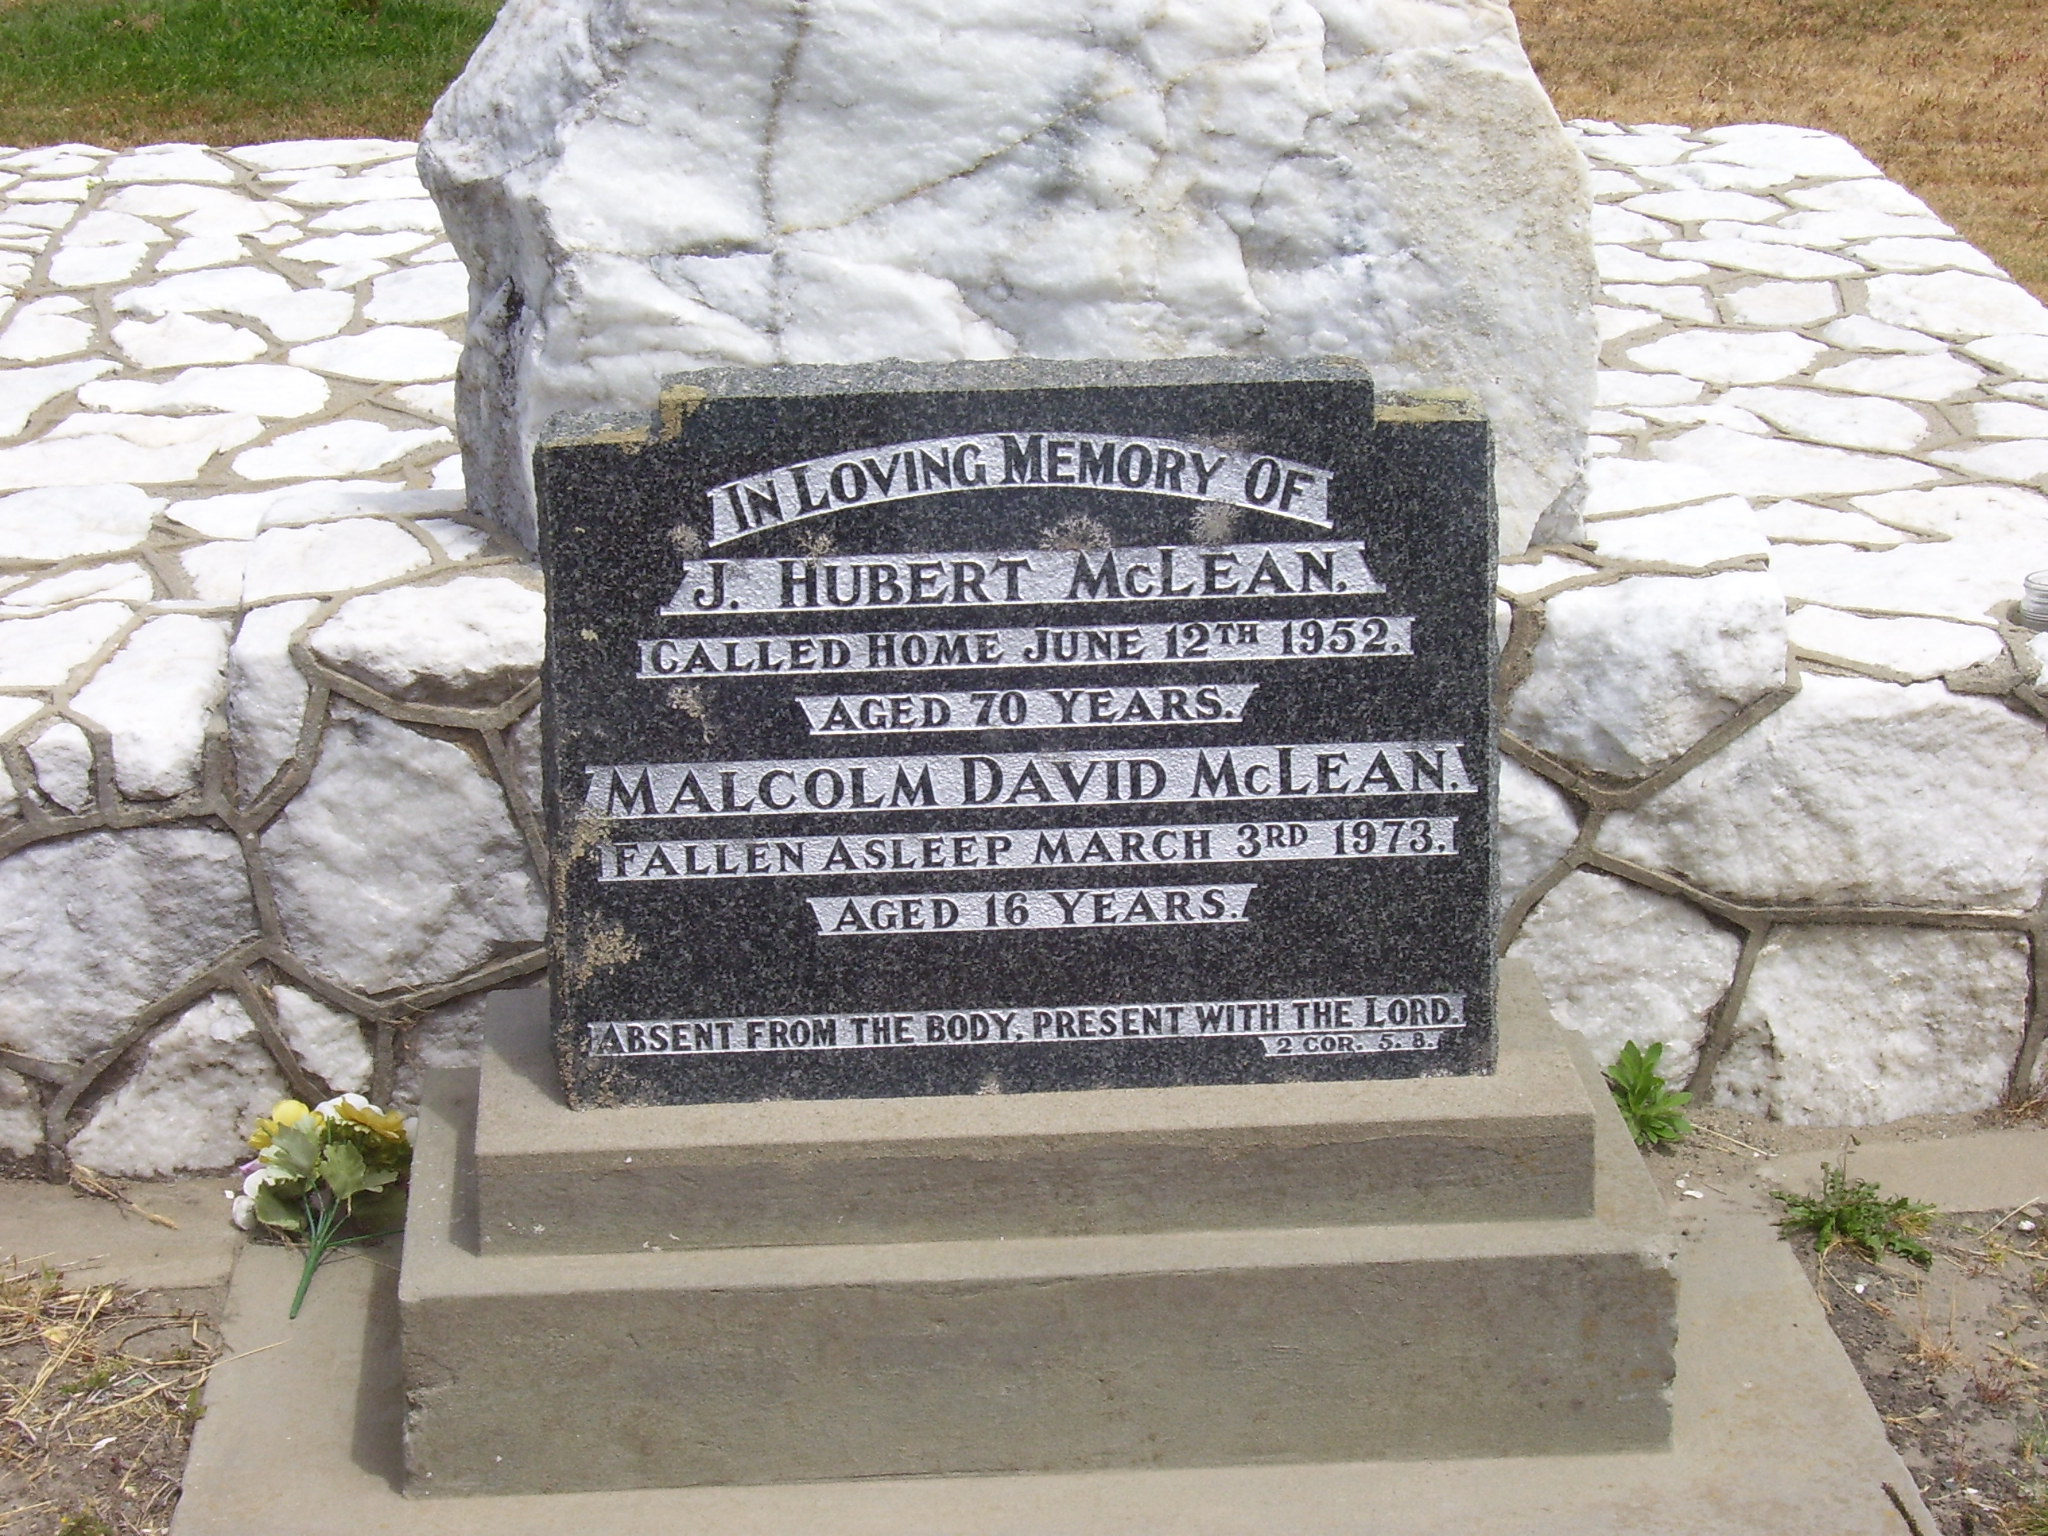 IN LOVING MEMORY OF
J. HUBERT MCLEAN,
CALLED HOME JUNE 12TH 1952.
AGED 70 YEARS.
MALCOLM DAVID MCLEAN.
FALLEN ASLEEP MARCH 3RD 1973.
AGED 16 YEARS.
ABSENT FROM THE BODY, PRESENT WITH THE LORD.
2 COR. 5. 8.